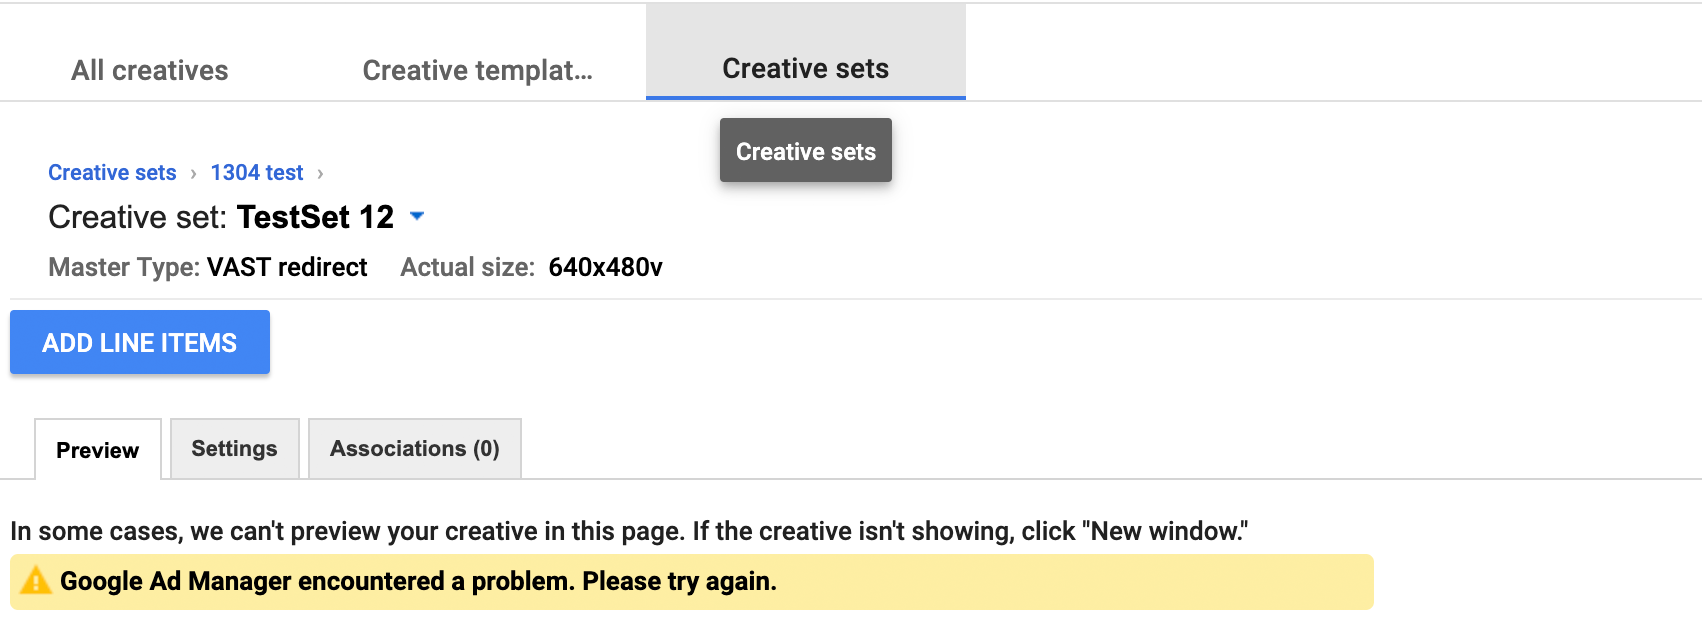 All creatives Creative templat... Creative sets
Creative sets
Creative sets › 1304 test ›
Creative set: TestSet 12
Master Type: VAST redirect Actual size: 640x480v
ADD LINE ITEMS
Preview Settings Associations (0)
In some cases, we can't preview your creative in this page. If the creative isn't showing, click "New window."
Google Ad Manager encountered a problem. Please try again.